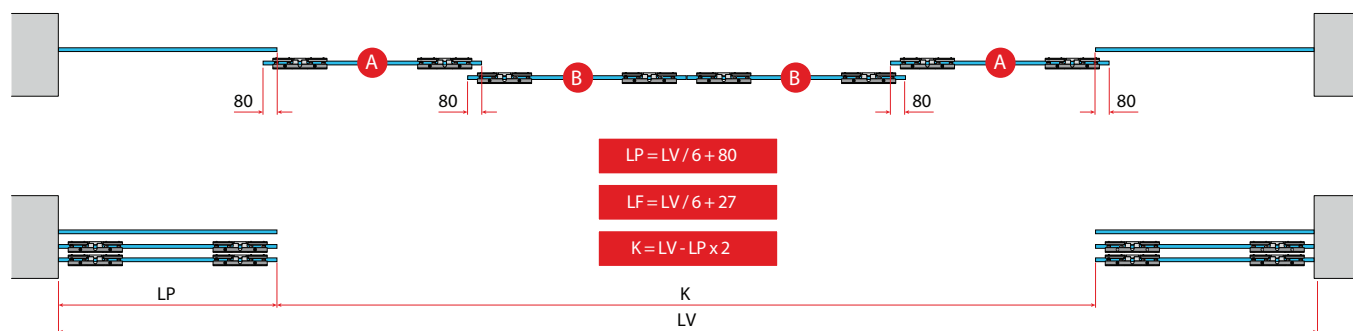 A
B
B
A
80
80
80
80
LP = LV / 6 + 80
LF = LV / 6 + 27
K = LV - LP x 2
LP
K
LV